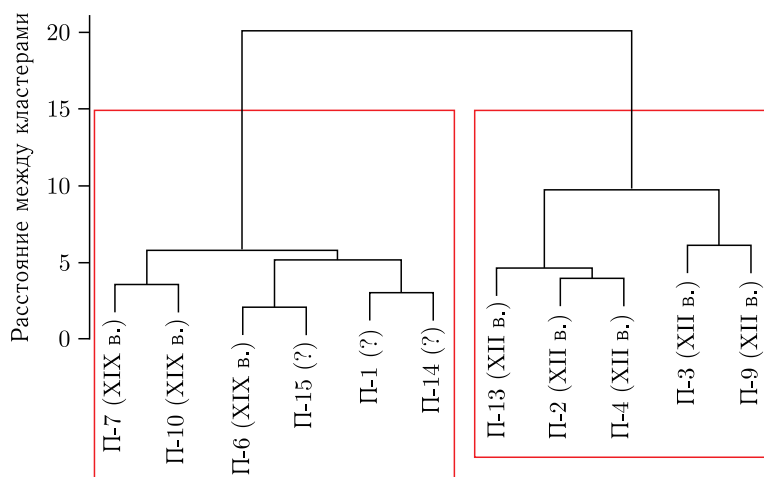 Расстояние между кластерами
20
15
10
5
0
П-7 (XIX в.)
П-10 (XIX в.)
П-6 (XIX в.)
П-15 (?)
П-1 (?)
П-14 (?)
П-13 (XII в.)
П-2 (XII в.)
П-4 (XII в.)
П-3 (XII в.)
П-9 (XII в.)